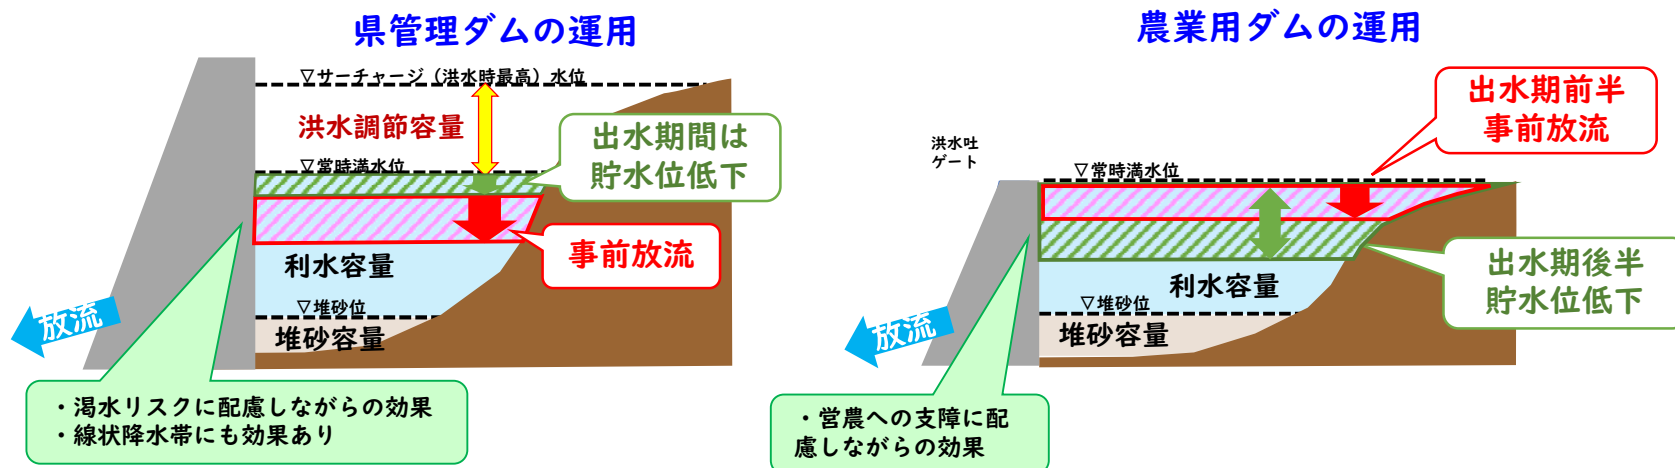 県管理ダムの運用
▽サーチャージ（洪水時最高）水位
洪水調節容量
出水期間は
貯水位低下
▽常時満水位
事前放流
利水容量
▽堆砂位
堆砂容量
放流
・渇水リスクに配慮しながらの効果
・線状降水帯にも効果あり
農業用ダムの運用
出水期前半
事前放流
洪水吐
ゲート
▽常時満水位
出水期後半
貯水位低下
利水容量
▽堆砂位
堆砂容量
放流
・営農への支障に配
慮しながらの効果